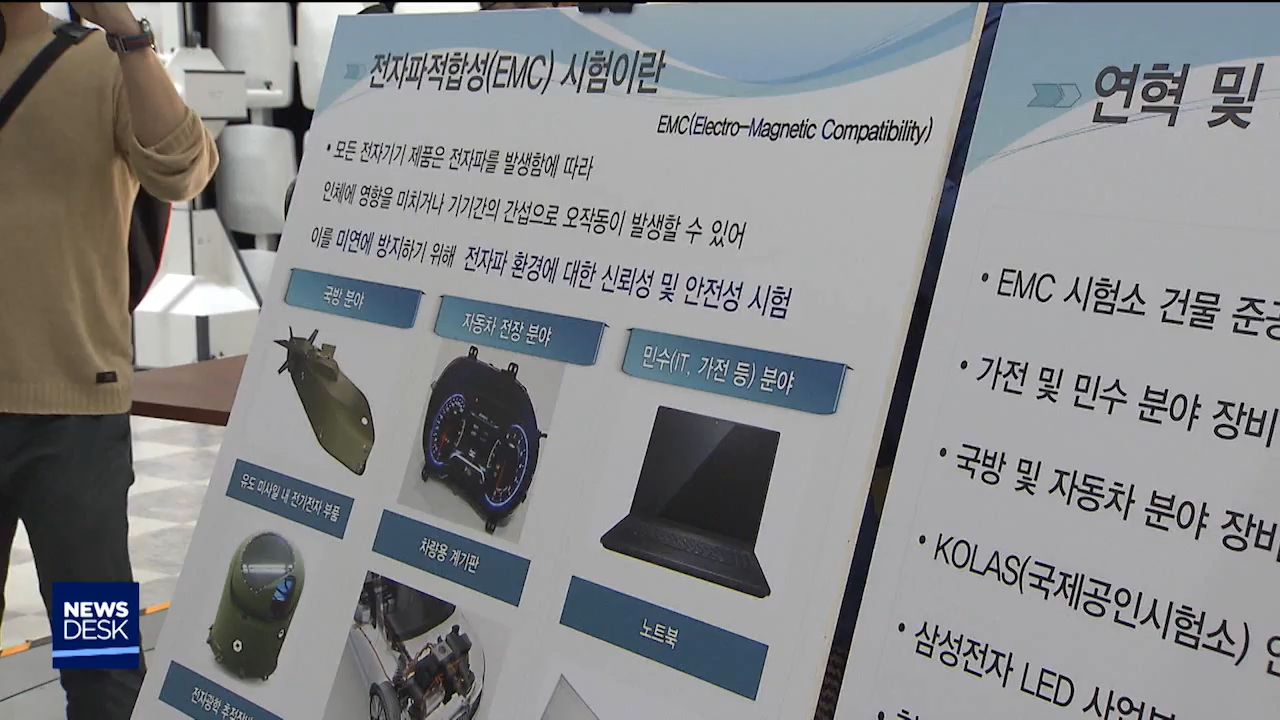 전자파적합성(EMC) 시험이란
EMC(Electro-Magnetic Compatibility)
• 모든 전자기기 제품은 전자파를 발생함에 따라
인체에 영향을 미치거나 기기간의 간섭으로 오작동이 발생할 수 있어
이를 미연에 방지하기 위해 전자파 환경에 대한 신뢰성 및 안전성 시험
국방 분야
자동차 전장 분야
민수(IT, 가전 등) 분야
유도 미사일 내 전기전자 부품
차량용 계기판
노트북
전자광학
연혁 및
• EMC 시험소 건물 준공
• 가전 및 민수 분야 장비
• 국방 및 자동차 분야 장비
• KOLAS(국제공인시험소)
• 삼성전자 LED
NEWS
DESK